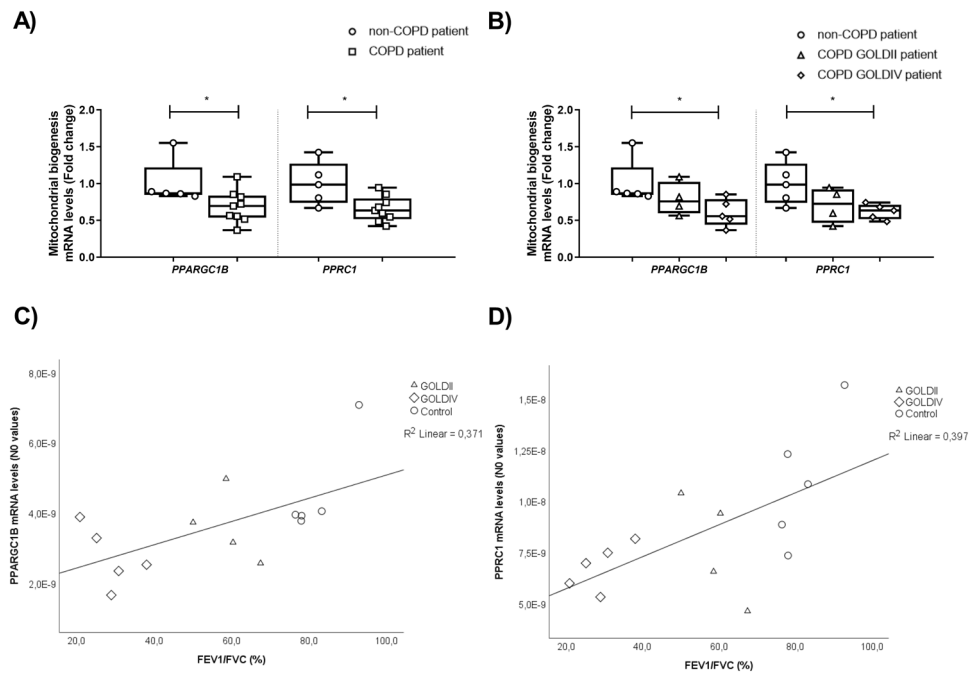 A)
non-COPD patient
COPD patient
Mitochondrial biogenesis
mRNA levels (Fold change)
2.0
1.5
1.0
0.5
0.0
*
*
PPARGC1B
PPRC1
B)
non-COPD patient
COPD GOLDII patient
COPD GOLDIV patient
Mitochondrial biogenesis
mRNA levels (Fold change)
2.0
1.5
1.0
0.5
0.0
*
*
PPARGC1B
PPRC1
C)
PPARGC1B mRNA levels (N0 values)
8,0E-9
6,0E-9
4,0E-9
2,0E-9
20,0 40,0 60,0 80,0 100,0
FEV1/FVC (%)
GOLDII
GOLDIV
Control
R2 Linear = 0,371
D)
PPRC1 mRNA levels (N0 values)
1,5E-8
1,25E-8
1,0E-8
7,5E-9
5,0E-9
20,0 40,0 60,0 80,0 100,0
FEV1/FVC (%)
GOLDII
GOLDIV
Control
R2 Linear = 0,397